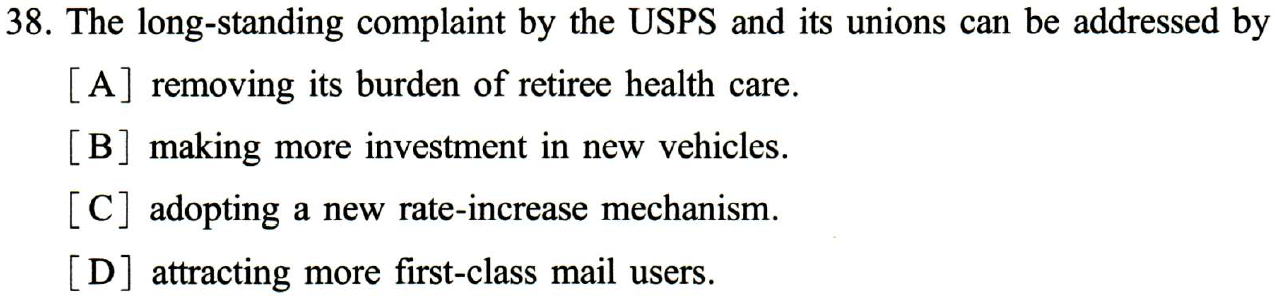 38. The long-standing complaint by the USPS and its unions can be addressed by
[A] removing its burden of retiree health care.
[B] making more investment in new vehicles.
[C] adopting a new rate-increase mechanism.
[D] attracting more first-class mail users.